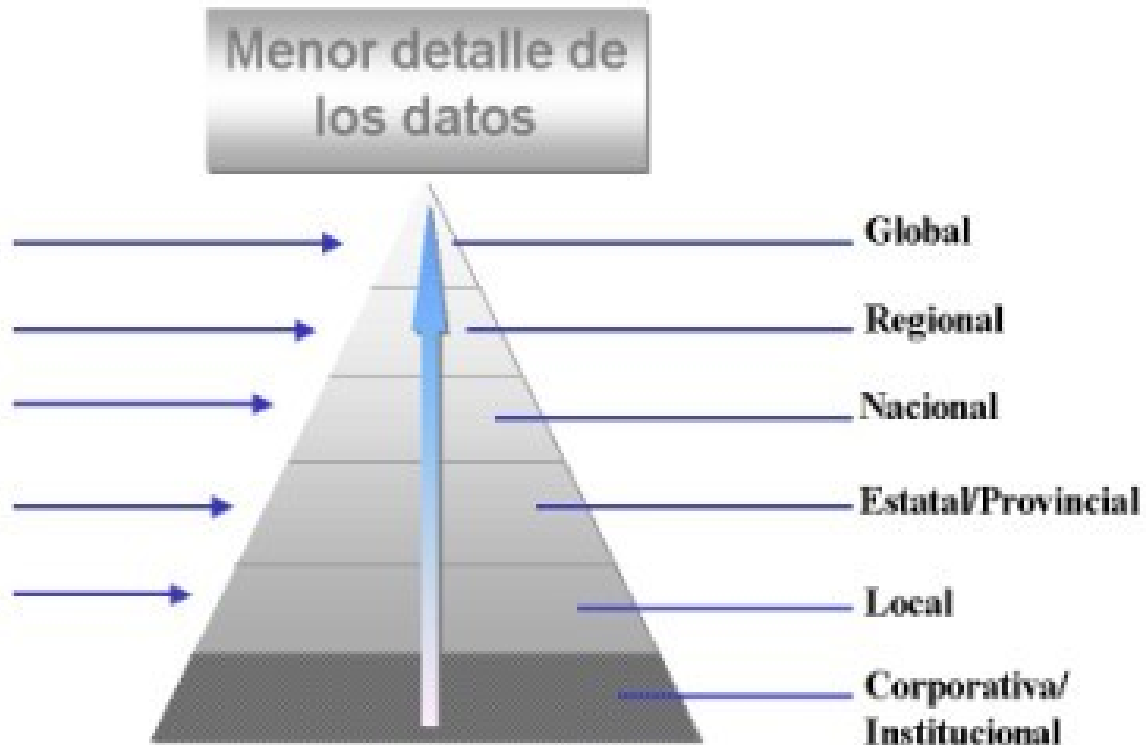 Menor detalle de
los datos
Global
Regional
Nacional
Estatal/Provincial
Local
Corporativa/
Institucional